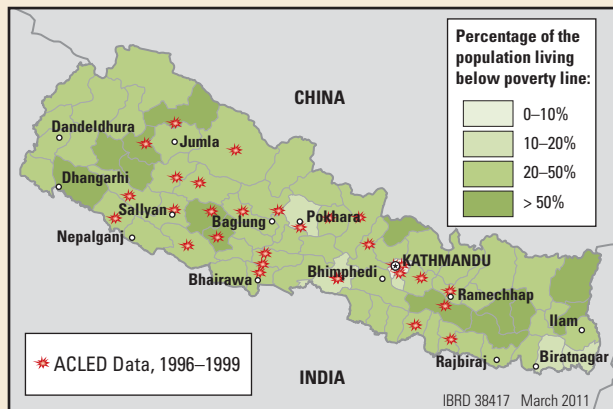 Percentage of the
population living
below poverty line:
0–10%
10–20%
20–50%
> 50%
CHINA
Dandeldhura
Jumla
Dhangarhi
Sallyan
Baglung
Pokhara
Nepalganj
KATHMANDU
Bhairawa
Bhimphedi
Ramechhap
Ilam
Rajbiraj
Biratnagar
ACLED Data, 1996–1999
INDIA
IBRD 38417 March 2011